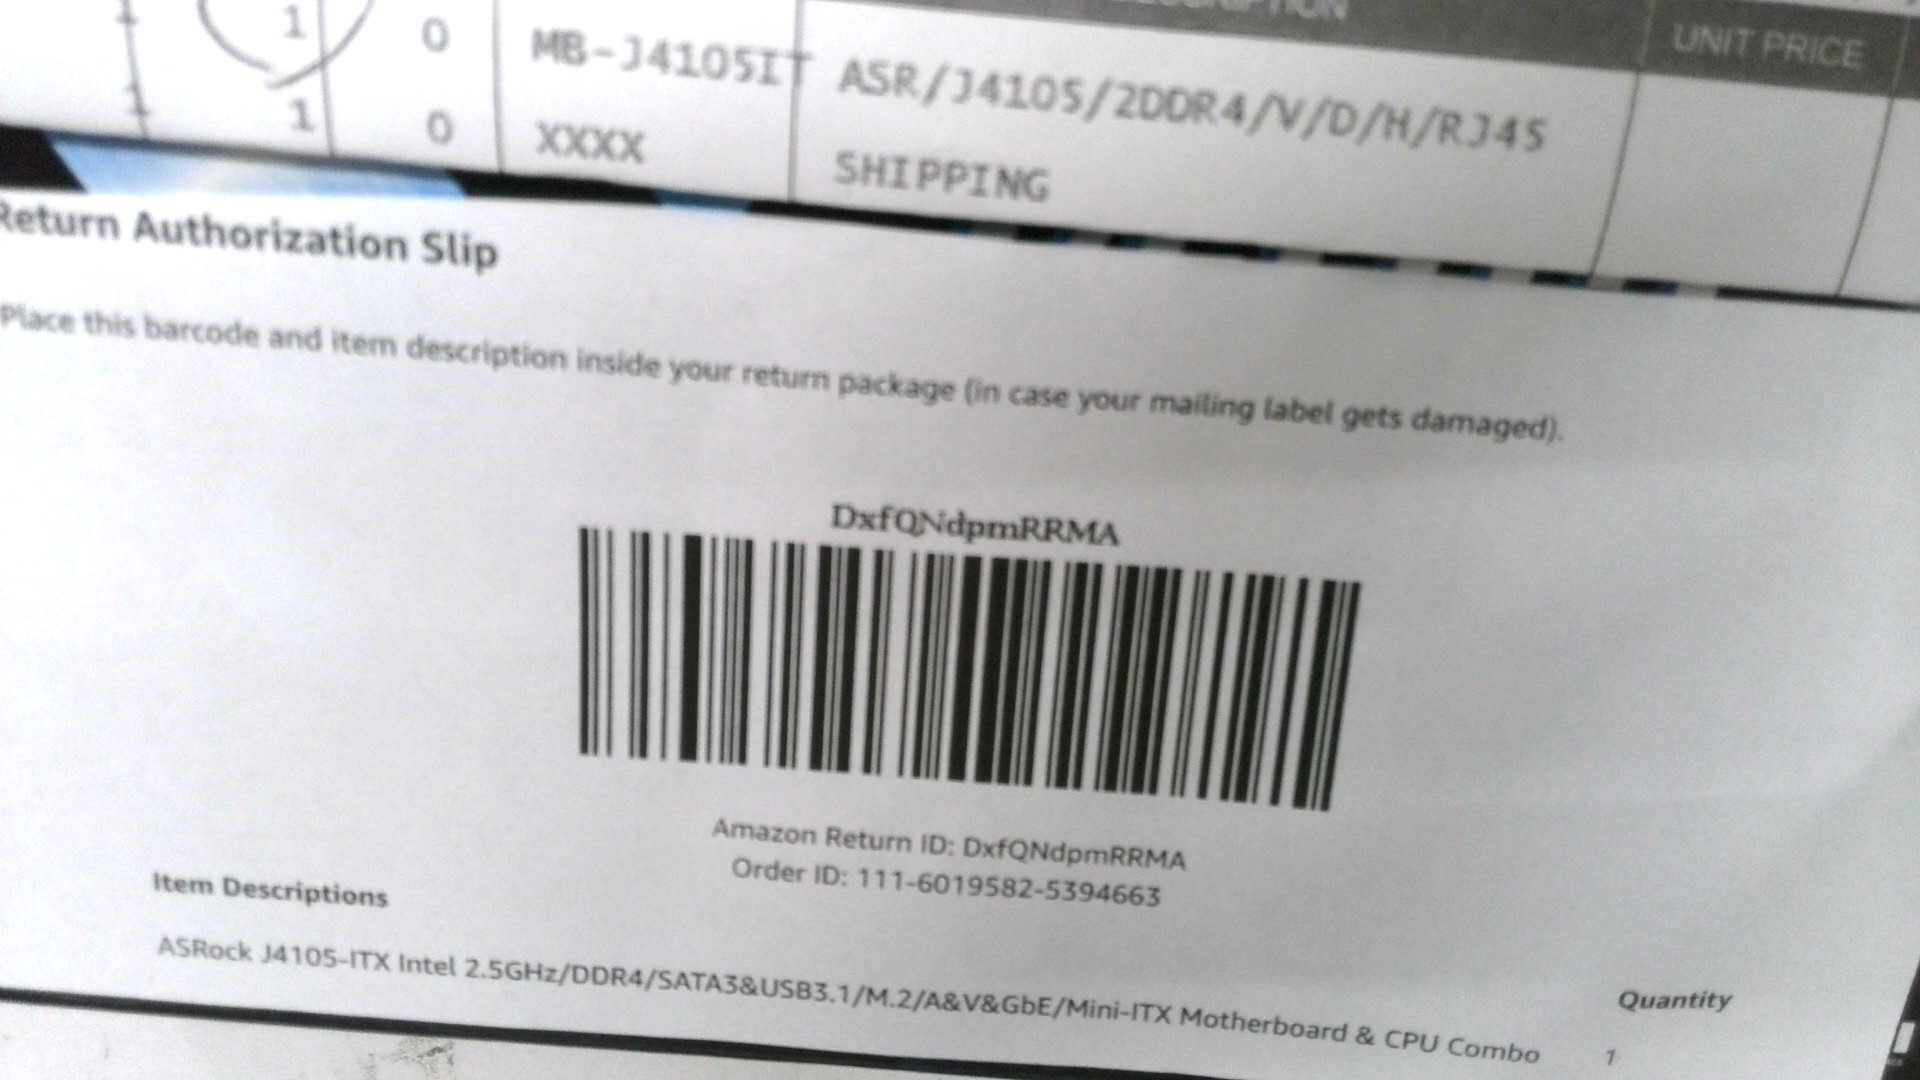 UNIT PRICE
1 1 0 MB-J4105IT ASR/J4105/2DDR4/V/D/H/RJ45
1 1 0 XXXX SHIPPING
Return Authorization Slip
Place this barcode and item description inside your return package (in case your mailing label gets damaged).
DxfQNdpmRRMA
Amazon Return ID: DxfQNdpmRRMA
Order ID: 111-6019582-5394663
Item Descriptions
Quantity
ASRock J4105-ITX Intel 2.5GHz/DDR4/SATA3&USB3.1/M.2/A&V&GbE/Mini-ITX Motherboard & CPU Combo 1